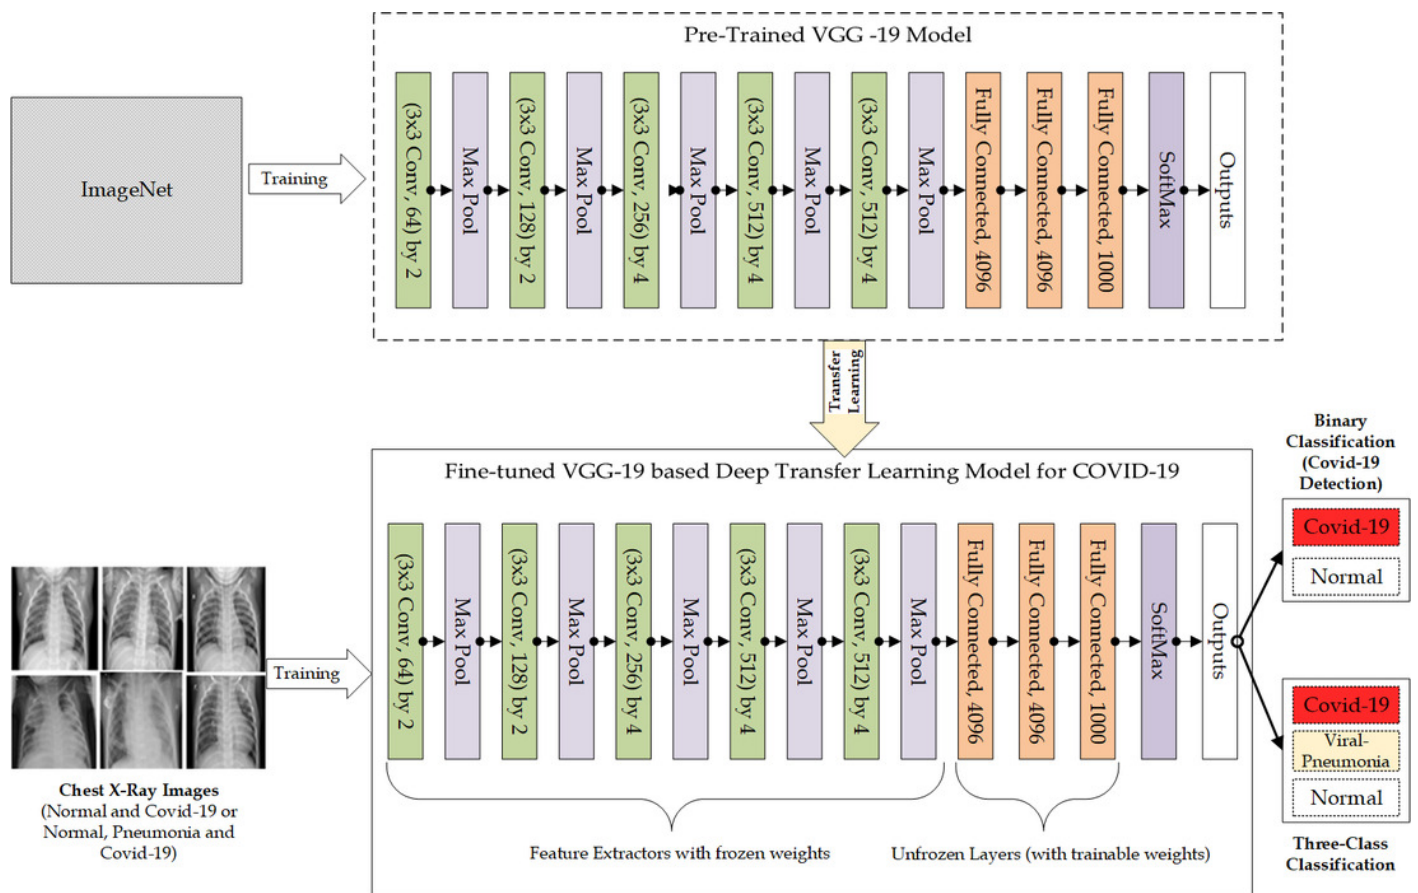 Pre-Trained VGG -19 Model
ImageNet
Training
(3x3 Conv, 64) by 2
Max Pool
(3x3 Conv, 128) by 2
Max Pool
(3x3 Conv, 256) by 4
Max Pool
(3x3 Conv, 512) by 4
Max Pool
(3x3 Conv, 512) by 4
Max Pool
Fully Connected, 4096
Fully Connected, 4096
Fully Connected, 1000
SoftMax
Outputs
Transfer
Learning
Fine-tuned VGG-19 based Deep Transfer Learning Model for COVID-19
Training
(3x3 Conv, 64) by 2
Max Pool
(3x3 Conv, 128) by 2
Max Pool
(3x3 Conv, 256) by 4
Max Pool
(3x3 Conv, 512) by 4
Max Pool
(3x3 Conv, 512) by 4
Max Pool
Fully Connected, 4096
Fully Connected, 4096
Fully Connected, 1000
SoftMax
Outputs
Chest X-Ray Images
(Normal and Covid-19 or
Normal, Pneumonia and
Covid-19)
Feature Extractors with frozen weights
Unfrozen Layers (with trainable weights)
Binary
Classification
(Covid-19
Detection)
Covid-19
Normal
Covid-19
Viral-
Pneumonia
Normal
Three-Class
Classification